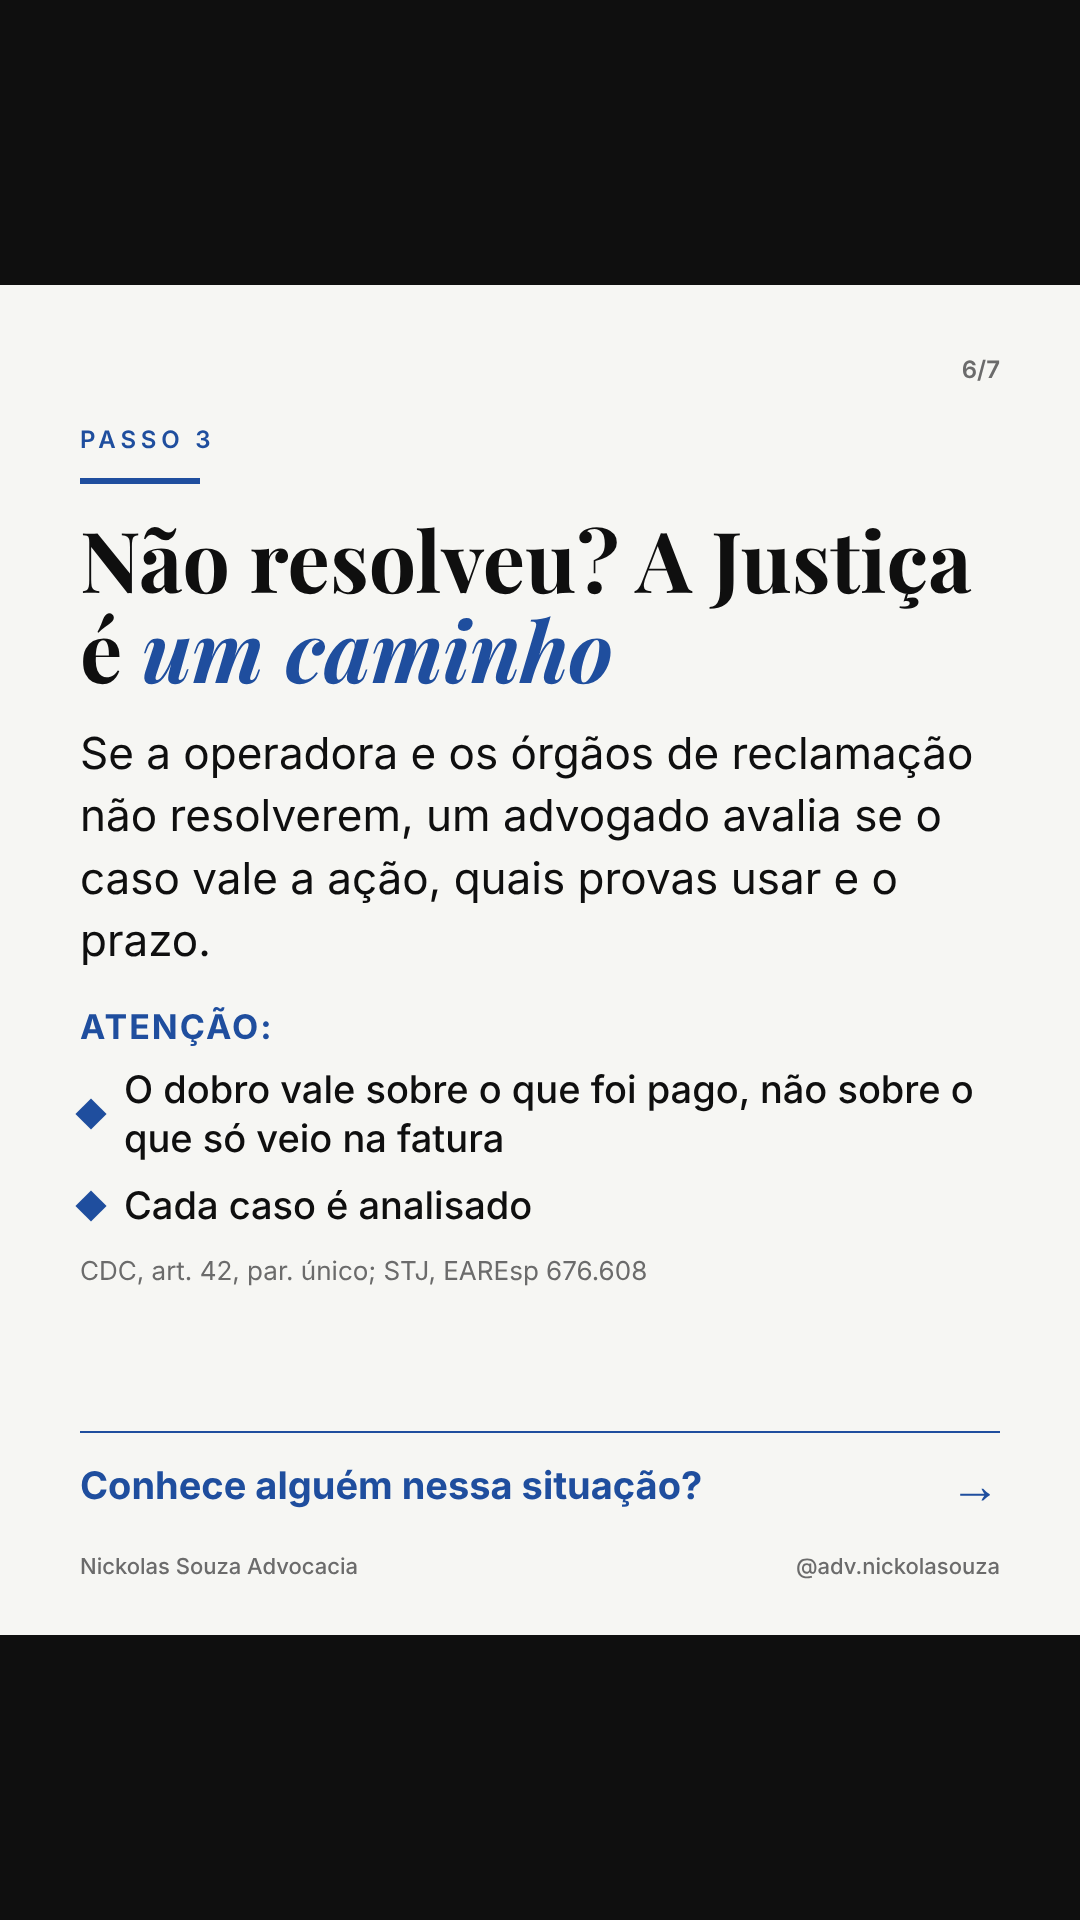 6/7
PASSO 3
Não resolveu? A Justiça
é um caminho
Se a operadora e os órgãos de reclamação
não resolverem, um advogado avalia se o
caso vale a ação, quais provas usar e o
prazo.
ATENÇÃO:
O dobro vale sobre o que foi pago, não sobre o
que só veio na fatura
Cada caso é analisado
CDC, art. 42, par. único; STJ, EAREsp 676.608
Conhece alguém nessa situação? →
Nickolas Souza Advocacia
@adv.nickolasouza